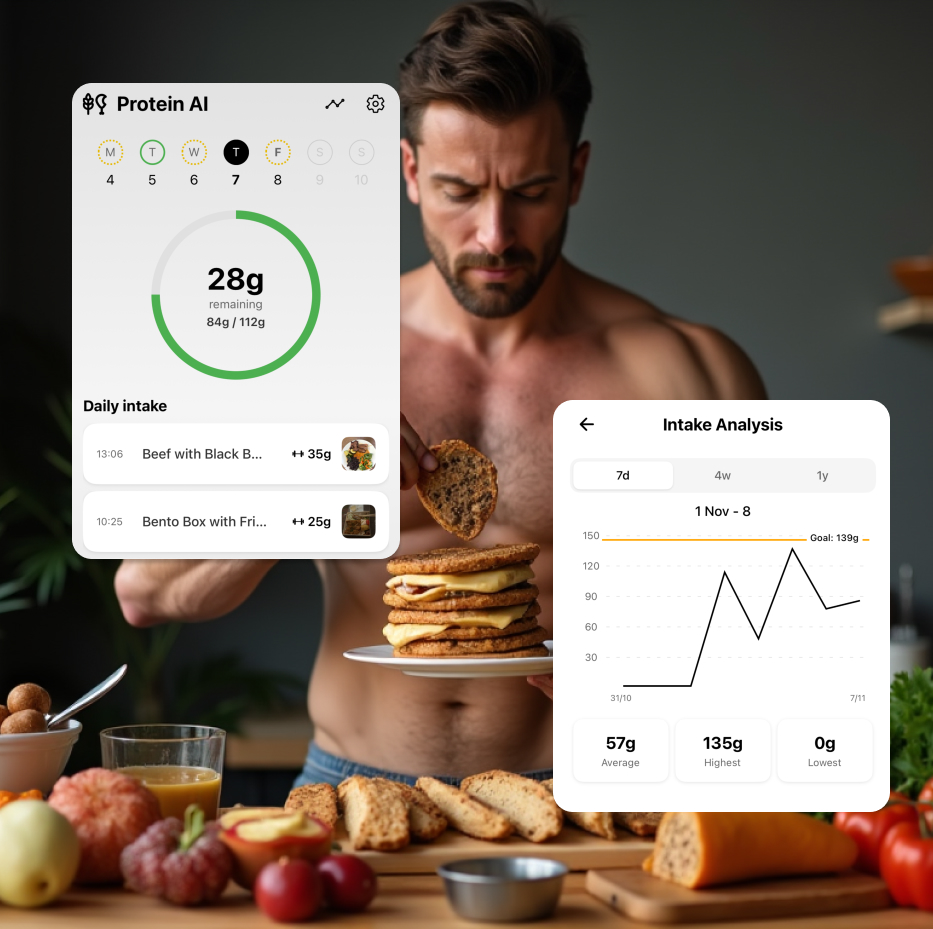 Protein AI
M T W T F S S
4 5 6 7 8 9 10
28g
remaining
84g / 112g
Daily intake
13:06 Beef with Black B... 35g
10:25 Bento Box with Fri... 25g
Intake Analysis
7d 4w 1y
1 Nov - 8
150
Goal: 139g
120
90
60
30
31/10 7/11
57g 135g 0g
Average Highest Lowest